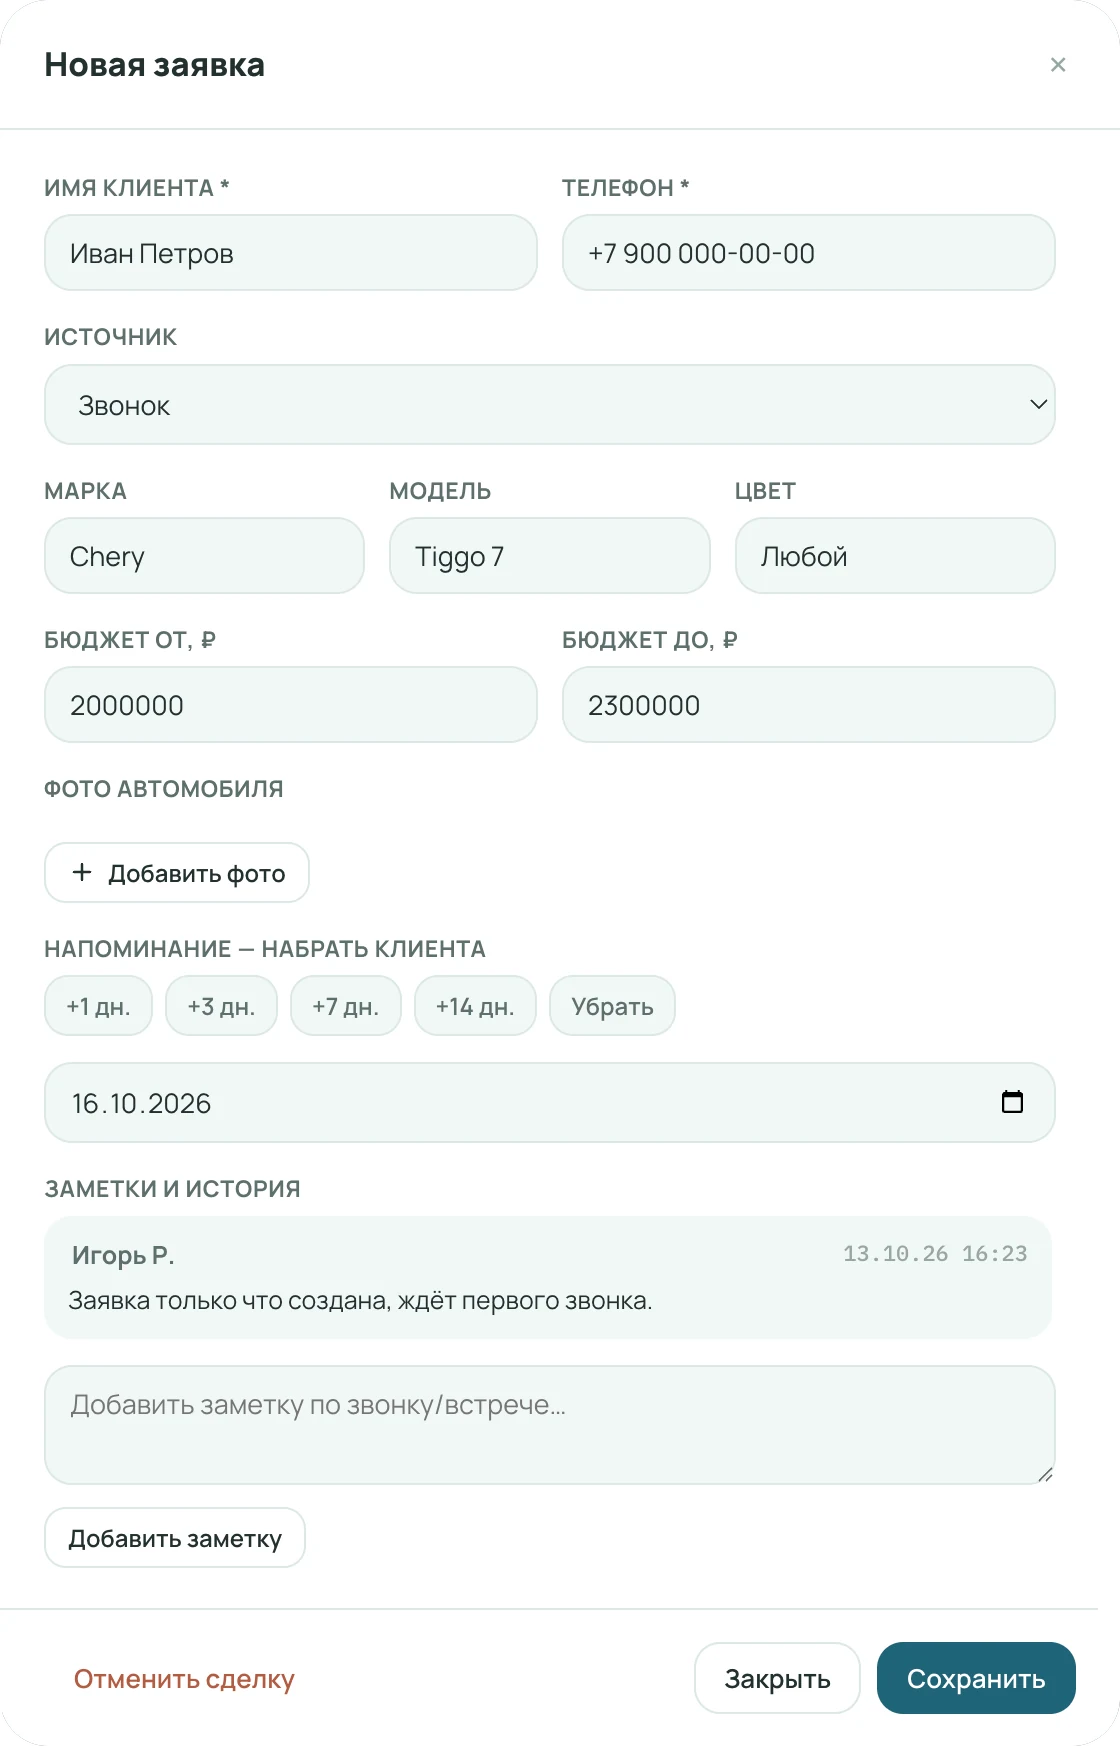 Новая заявка
×
ИМЯ КЛИЕНТА * ТЕЛЕФОН *
Иван Петров +7 900 000-00-00
ИСТОЧНИК
Звонок
МАРКА МОДЕЛЬ ЦВЕТ
Chery Tiggo 7 Любой
БЮДЖЕТ ОТ, ₽ БЮДЖЕТ ДО, ₽
2000000 2300000
ФОТО АВТОМОБИЛЯ
+ Добавить фото
НАПОМИНАНИЕ — НАБРАТЬ КЛИЕНТА
+1 дн. +3 дн. +7 дн. +14 дн. Убрать
16.10.2026
ЗАМЕТКИ И ИСТОРИЯ
Игорь Р. 13.10.26 16:23
Заявка только что создана, ждёт первого звонка.
Добавить заметку по звонку/встрече…
Добавить заметку
Отменить сделку Закрыть Сохранить